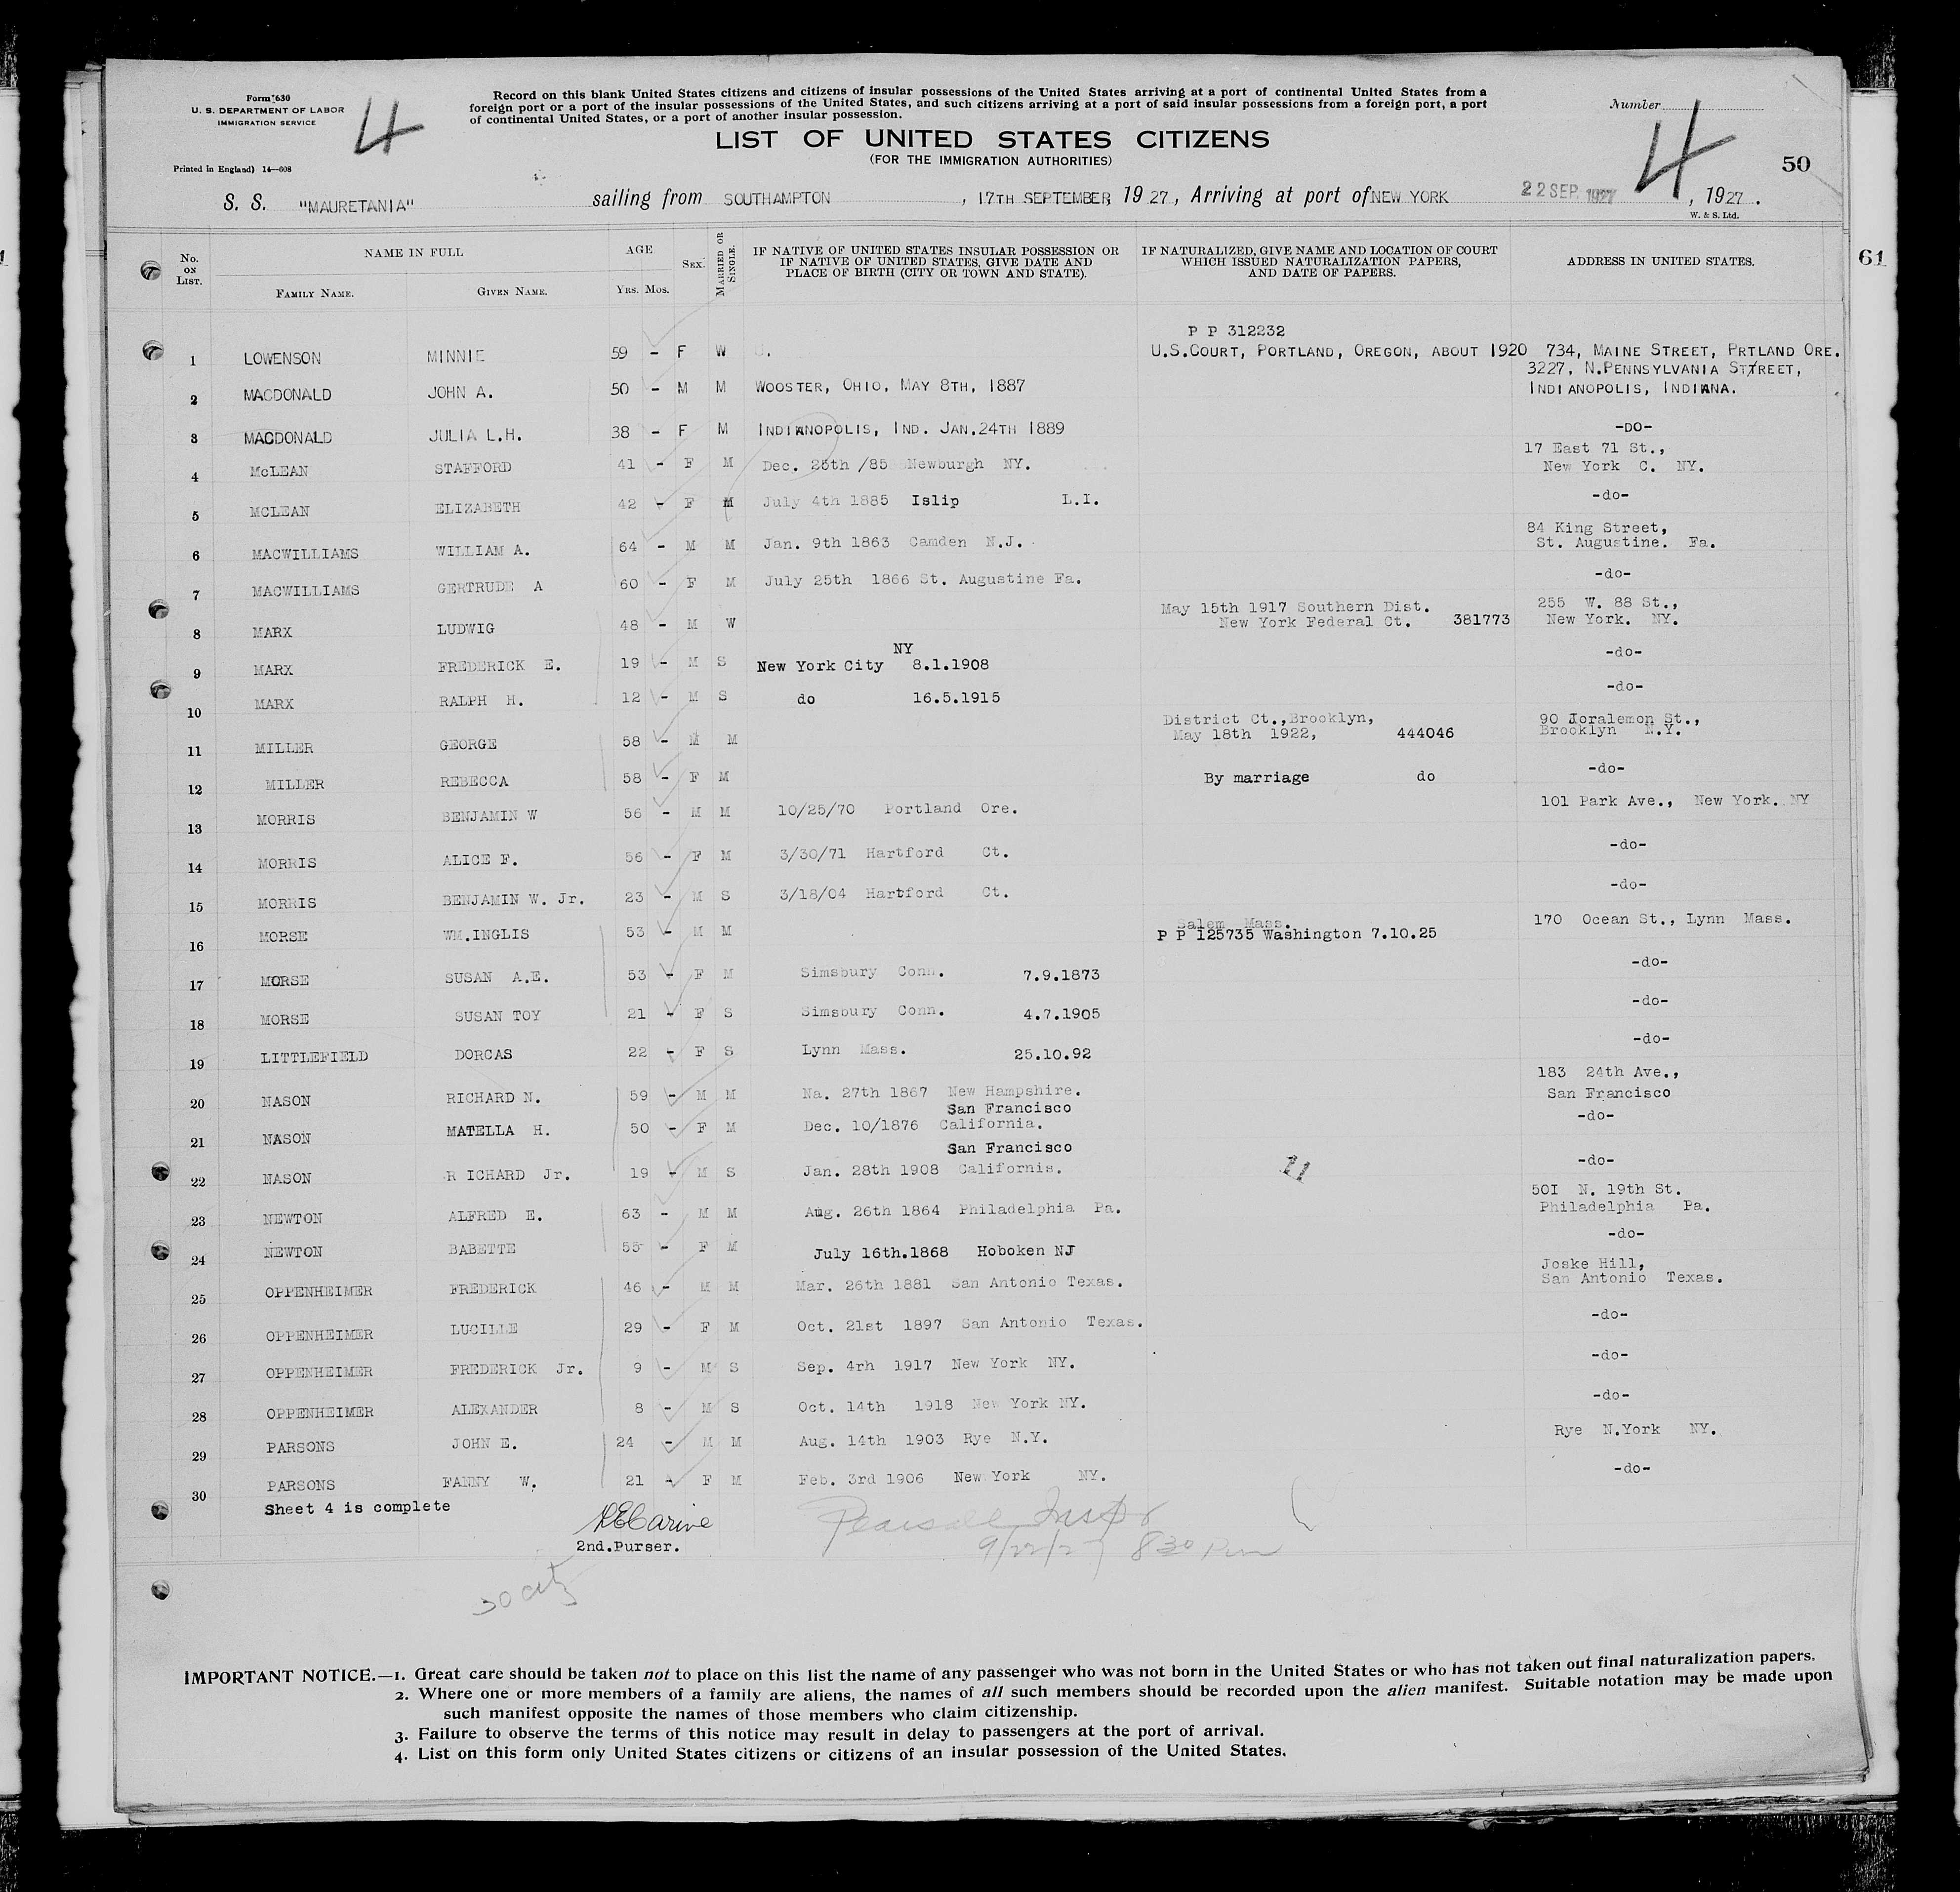 Form 630
U. S. DEPARTMENT OF LABOR
IMMIGRATION SERVICE
Printed in England) 14—608
4
Record on this blank United States citizens and citizens of insular possessions of the United States arriving at a port of continental United States from a
foreign port or a port of the insular possessions of the United States, and such citizens arriving at a port of said insular possessions from a foreign port, a port
of continental United States, or a port of another insular possession.
LIST OF UNITED STATES CITIZENS
(FOR THE IMMIGRATION AUTHORITIES)
Number
4
50
S. S. "MAURETANIA" sailing from SOUTHAMPTON, 17TH SEPTEMBER 1927, Arriving at port of NEW YORK 22 SEP. 1927, 1927.
W. & S. Ltd.
61
No. ON LIST.
NAME IN FULL
FAMILY NAME. GIVEN NAME.
AGE
YRS. MOS.
SEX.
MARRIED OR SINGLE.
IF NATIVE OF UNITED STATES INSULAR POSSESSION OR
IF NATIVE OF UNITED STATES, GIVE DATE AND
PLACE OF BIRTH (CITY OR TOWN AND STATE).
IF NATURALIZED, GIVE NAME AND LOCATION OF COURT
WHICH ISSUED NATURALIZATION PAPERS,
AND DATE OF PAPERS.
ADDRESS IN UNITED STATES.
P P 312232
1 LOWENSON MINNIE 59 - F W U.S.COURT, PORTLAND, OREGON, ABOUT 1920 734, MAINE STREET, PRTLAND ORE.
3227, N.PENNSYLVANIA STREET,
2 MACDONALD JOHN A. 50 - M M WOOSTER, OHIO, MAY 8TH, 1887 INDIANOPOLIS, INDIANA.
3 MACDONALD JULIA L.H. 38 - F M INDIANOPOLIS, IND. JAN.24TH 1889 -DO-
17 East 71 St.,
4 McLEAN STAFFORD 41 - F M Dec. 25th /85 Newburgh NY. New York C. NY.
5 MCLEAN ELIZABETH 42 - F M July 4th 1885 Islip L.I. -do-
84 King Street,
6 MACWILLIAMS WILLIAM A. 64 - M M Jan. 9th 1863 Camden N.J. St. Augustine. Fa.
7 MACWILLIAMS GERTRUDE A 60 - F M July 25th 1866 St. Augustine Fa. -do-
May 15th 1917 Southern Dist. 255 W. 88 St.,
8 MARX LUDWIG 48 - M W New York Federal Ct. 381773 New York. NY.
NY
9 MARX FREDERICK E. 19 - M S New York City 8.1.1908 -do-
10 MARX RALPH H. 12 - M S do 16.5.1915 -do-
District Ct.,Brooklyn, 90 Joralemon St.,
11 MILLER GEORGE 58 - M M May 18th 1922, 444046 Brooklyn N.Y.
12 MILLER REBECCA 58 - F M By marriage do -do-
13 MORRIS BENJAMIN W 56 - M M 10/25/70 Portland Ore. 101 Park Ave., New York. NY
14 MORRIS ALICE F. 56 - F M 3/30/71 Hartford Ct. -do-
15 MORRIS BENJAMIN W. Jr. 23 - M S 3/18/04 Hartford Ct. -do-
Salem Mass.
16 MORSE WM.INGLIS 53 - M M P P 125735 Washington 7.10.25 170 Ocean St., Lynn Mass.
17 MORSE SUSAN A.E. 53 - F M Simsbury Conn. 7.9.1873 -do-
18 MORSE SUSAN TOY 21 - F S Simsbury Conn. 4.7.1905 -do-
19 LITTLEFIELD DORCAS 22 - F S Lynn Mass. 25.10.92 -do-
183 24th Ave.,
20 NASON RICHARD N. 59 - M M Na. 27th 1867 New Hampshire. San Francisco
San Francisco
21 NASON MATELLA H. 50 - F M Dec. 10/1876 California. -do-
San Francisco
22 NASON R ICHARD Jr. 19 - M S Jan. 28th 1908 California. 11 -do-
501 N. 19th St.
23 NEWTON ALFRED E. 63 - M M Aug. 26th 1864 Philadelphia Pa. Philadelphia Pa.
24 NEWTON BABETTE 55 - F M July 16th.1868 Hoboken NJ -do-
Joske Hill,
25 OPPENHEIMER FREDERICK 46 - M M Mar. 26th 1881 San Antonio Texas. San Antonio Texas.
26 OPPENHEIMER LUCILLE 29 - F M Oct. 21st 1897 San Antonio Texas. -do-
27 OPPENHEIMER FREDERICK Jr. 9 - M S Sep. 4rh 1917 New York NY. -do-
28 OPPENHEIMER ALEXANDER 8 - M S Oct. 14th 1918 New York NY. -do-
29 PARSONS JOHN E. 24 - M M Aug. 14th 1903 Rye N.Y. Rye N.York NY.
30 PARSONS FANNY W. 21 - F M Feb. 3rd 1906 New York NY. -do-
Sheet 4 is complete
2nd.Purser.
Pearsall Inspr
9/22/27 830 Pm
30 city
IMPORTANT NOTICE.—1. Great care should be taken not to place on this list the name of any passenger who was not born in the United States or who has not taken out final naturalization papers.
2. Where one or more members of a family are aliens, the names of all such members should be recorded upon the alien manifest. Suitable notation may be made upon
such manifest opposite the names of those members who claim citizenship.
3. Failure to observe the terms of this notice may result in delay to passengers at the port of arrival.
4. List on this form only United States citizens or citizens of an insular possession of the United States.